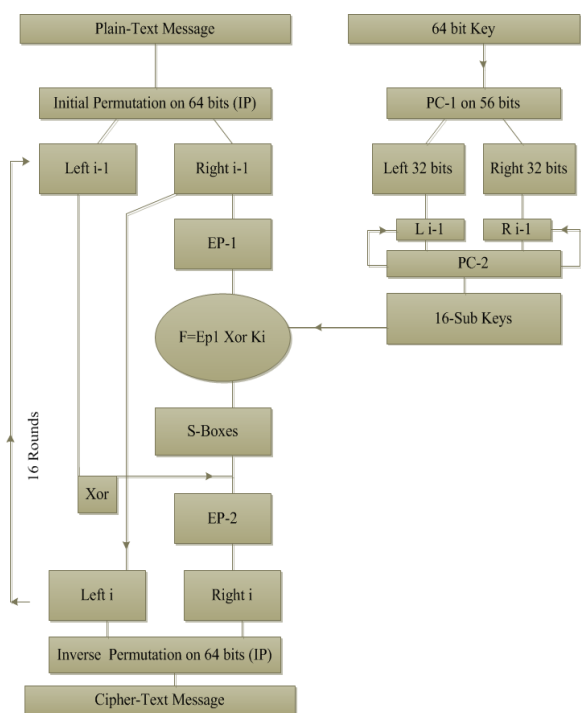 Plain-Text Message
64 bit Key
Initial Permutation on 64 bits (IP)
PC-1 on 56 bits
Left i-1
Right i-1
Left 32 bits
Right 32 bits
L i-1
R i-1
EP-1
PC-2
F=Ep1 Xor Ki
16-Sub Keys
S-Boxes
16 Rounds
Xor
EP-2
Left i
Right i
Inverse Permutation on 64 bits (IP)
Cipher-Text Message